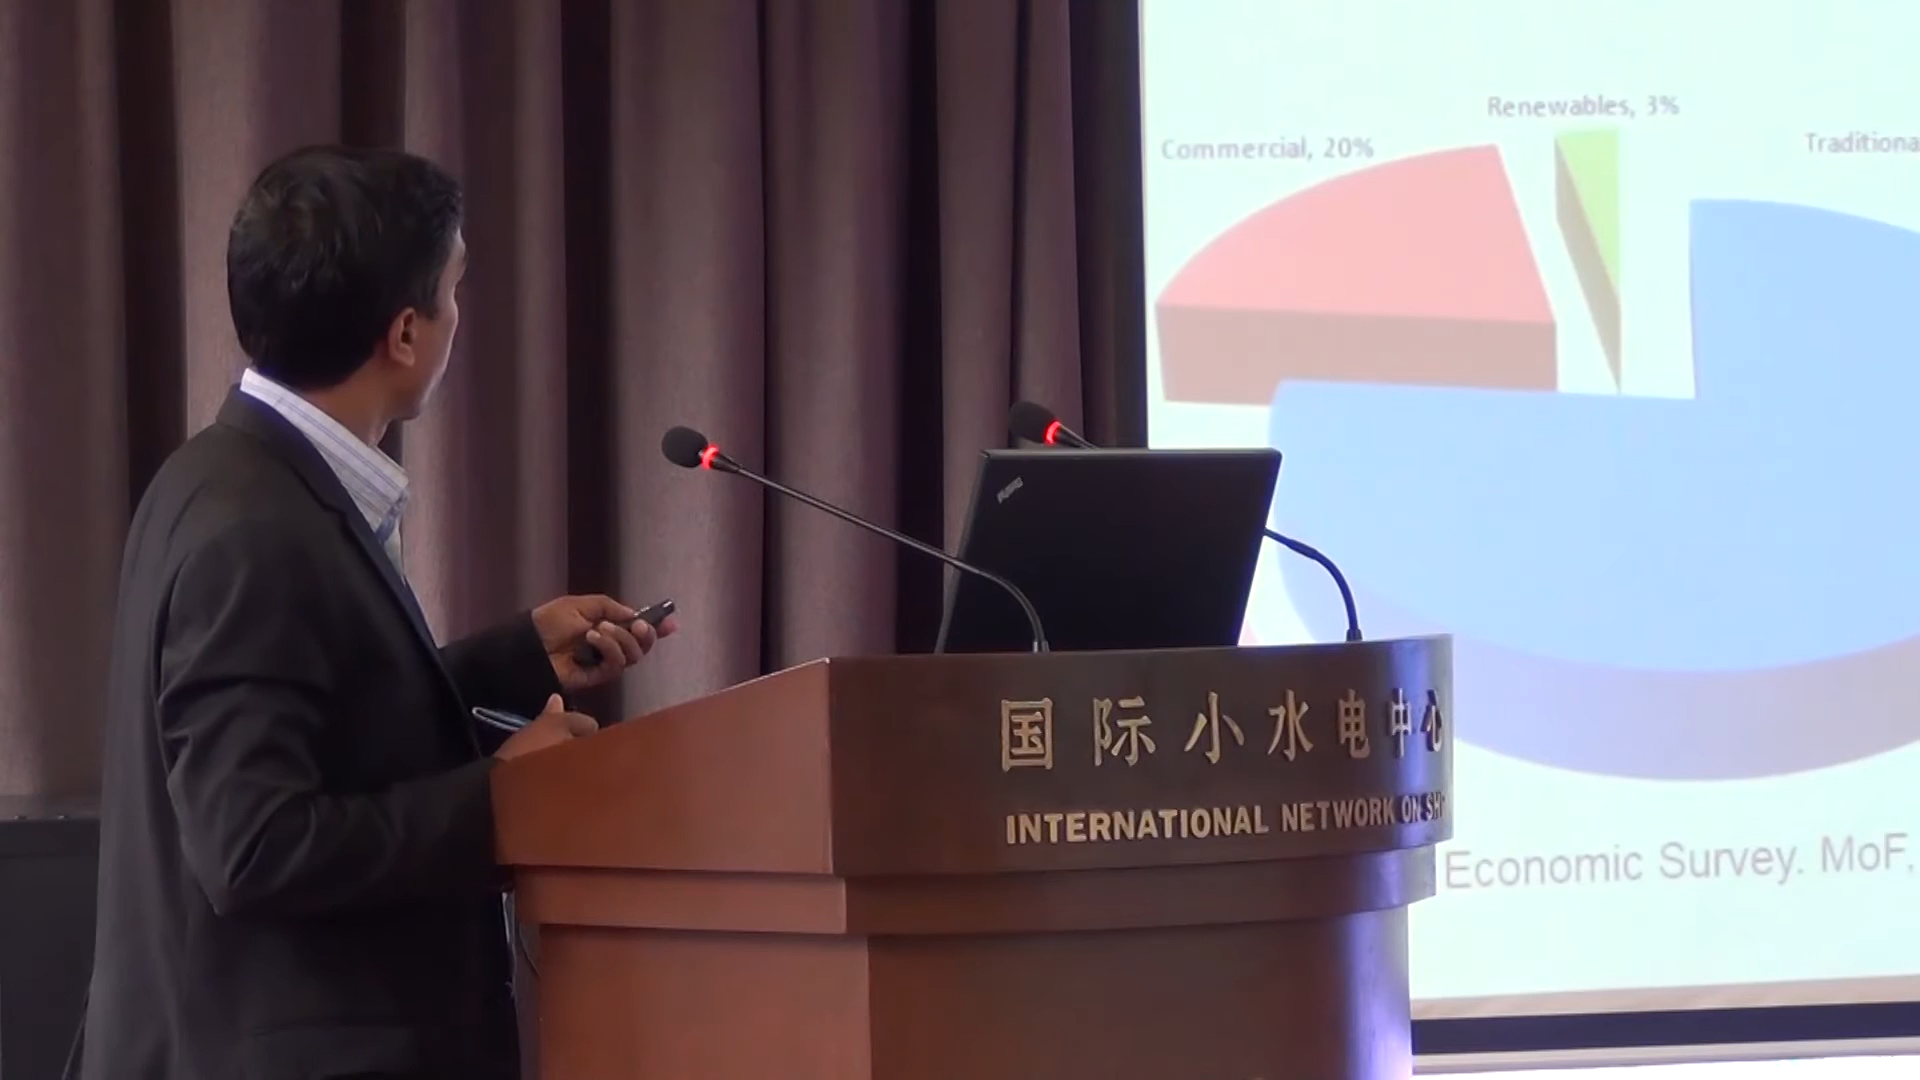 Renewables, 3%
Commercial, 20%
Traditiona
ThinkPad
国际小水电中心
INTERNATIONAL NETWORK ON SH
Economic Survey. MoF,